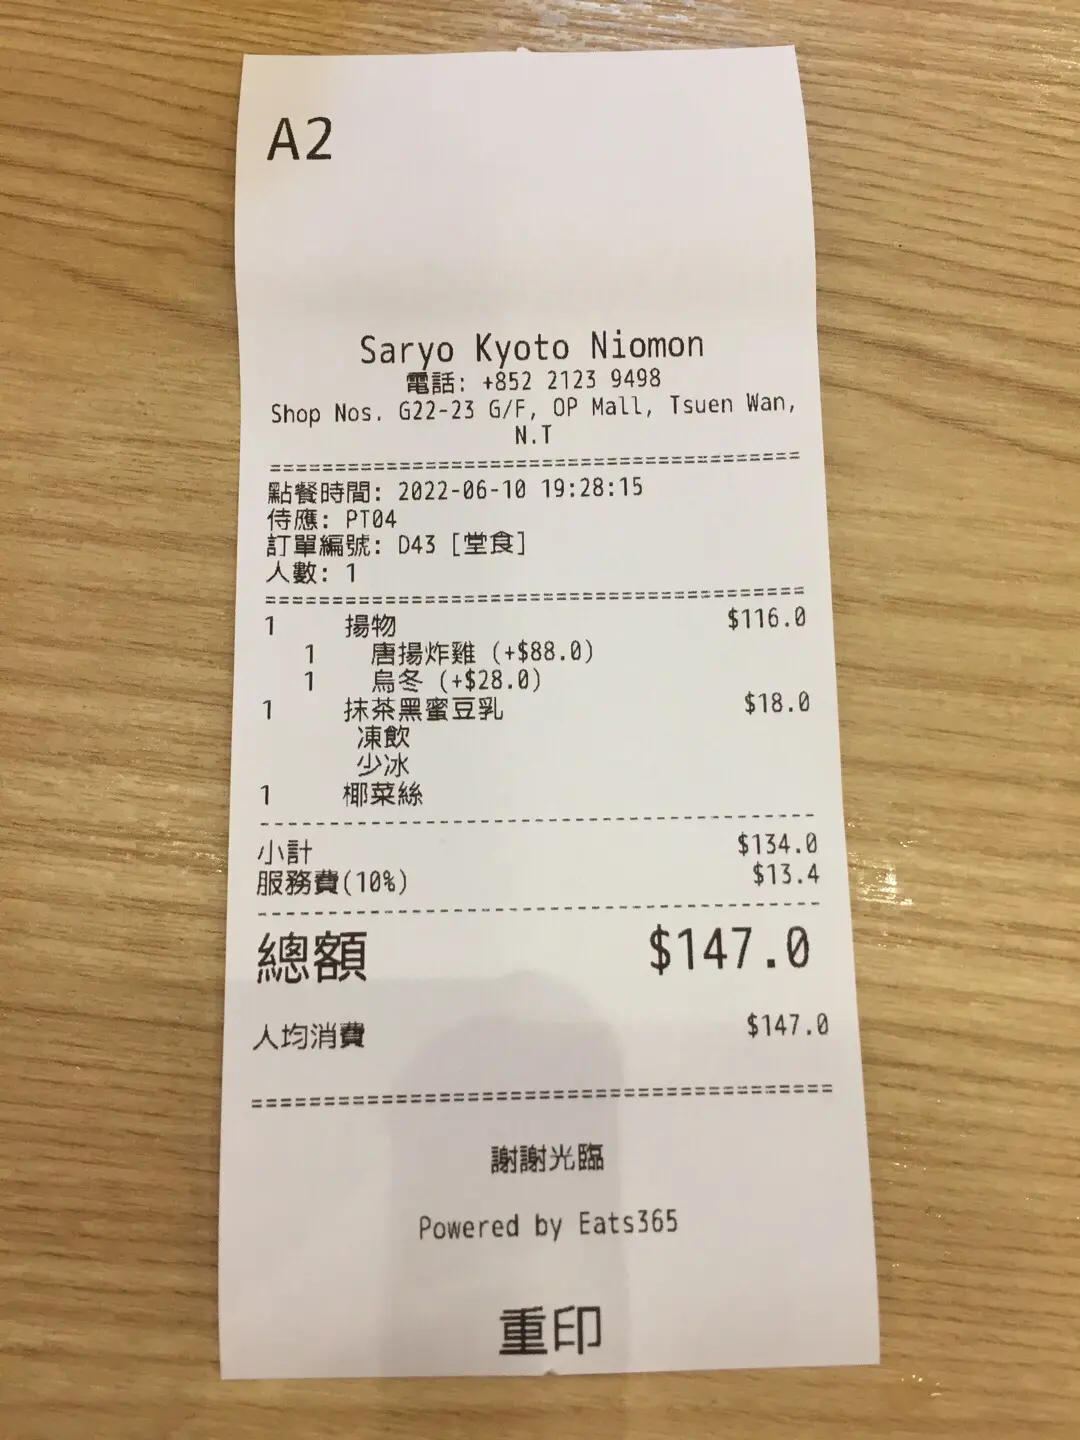 A2
Saryo Kyoto Niomon
電話: +852 2123 9498
Shop Nos. G22-23 G/F, OP Mall, Tsuen Wan,
N.T
============================================
點餐時間: 2022-06-10 19:28:15
侍應: PT04
訂單編號: D43 [堂食]
人數: 1
============================================
1 揚物 $116.0
1 唐揚炸雞 (+$88.0)
1 烏冬 (+$28.0)
1 抹茶黑蜜豆乳 $18.0
凍飲
少冰
1 椰菜絲
--------------------------------------------
小計 $134.0
服務費(10%) $13.4
--------------------------------------------
總額 $147.0
人均消費 $147.0
============================================
謝謝光臨
Powered by Eats365
重印